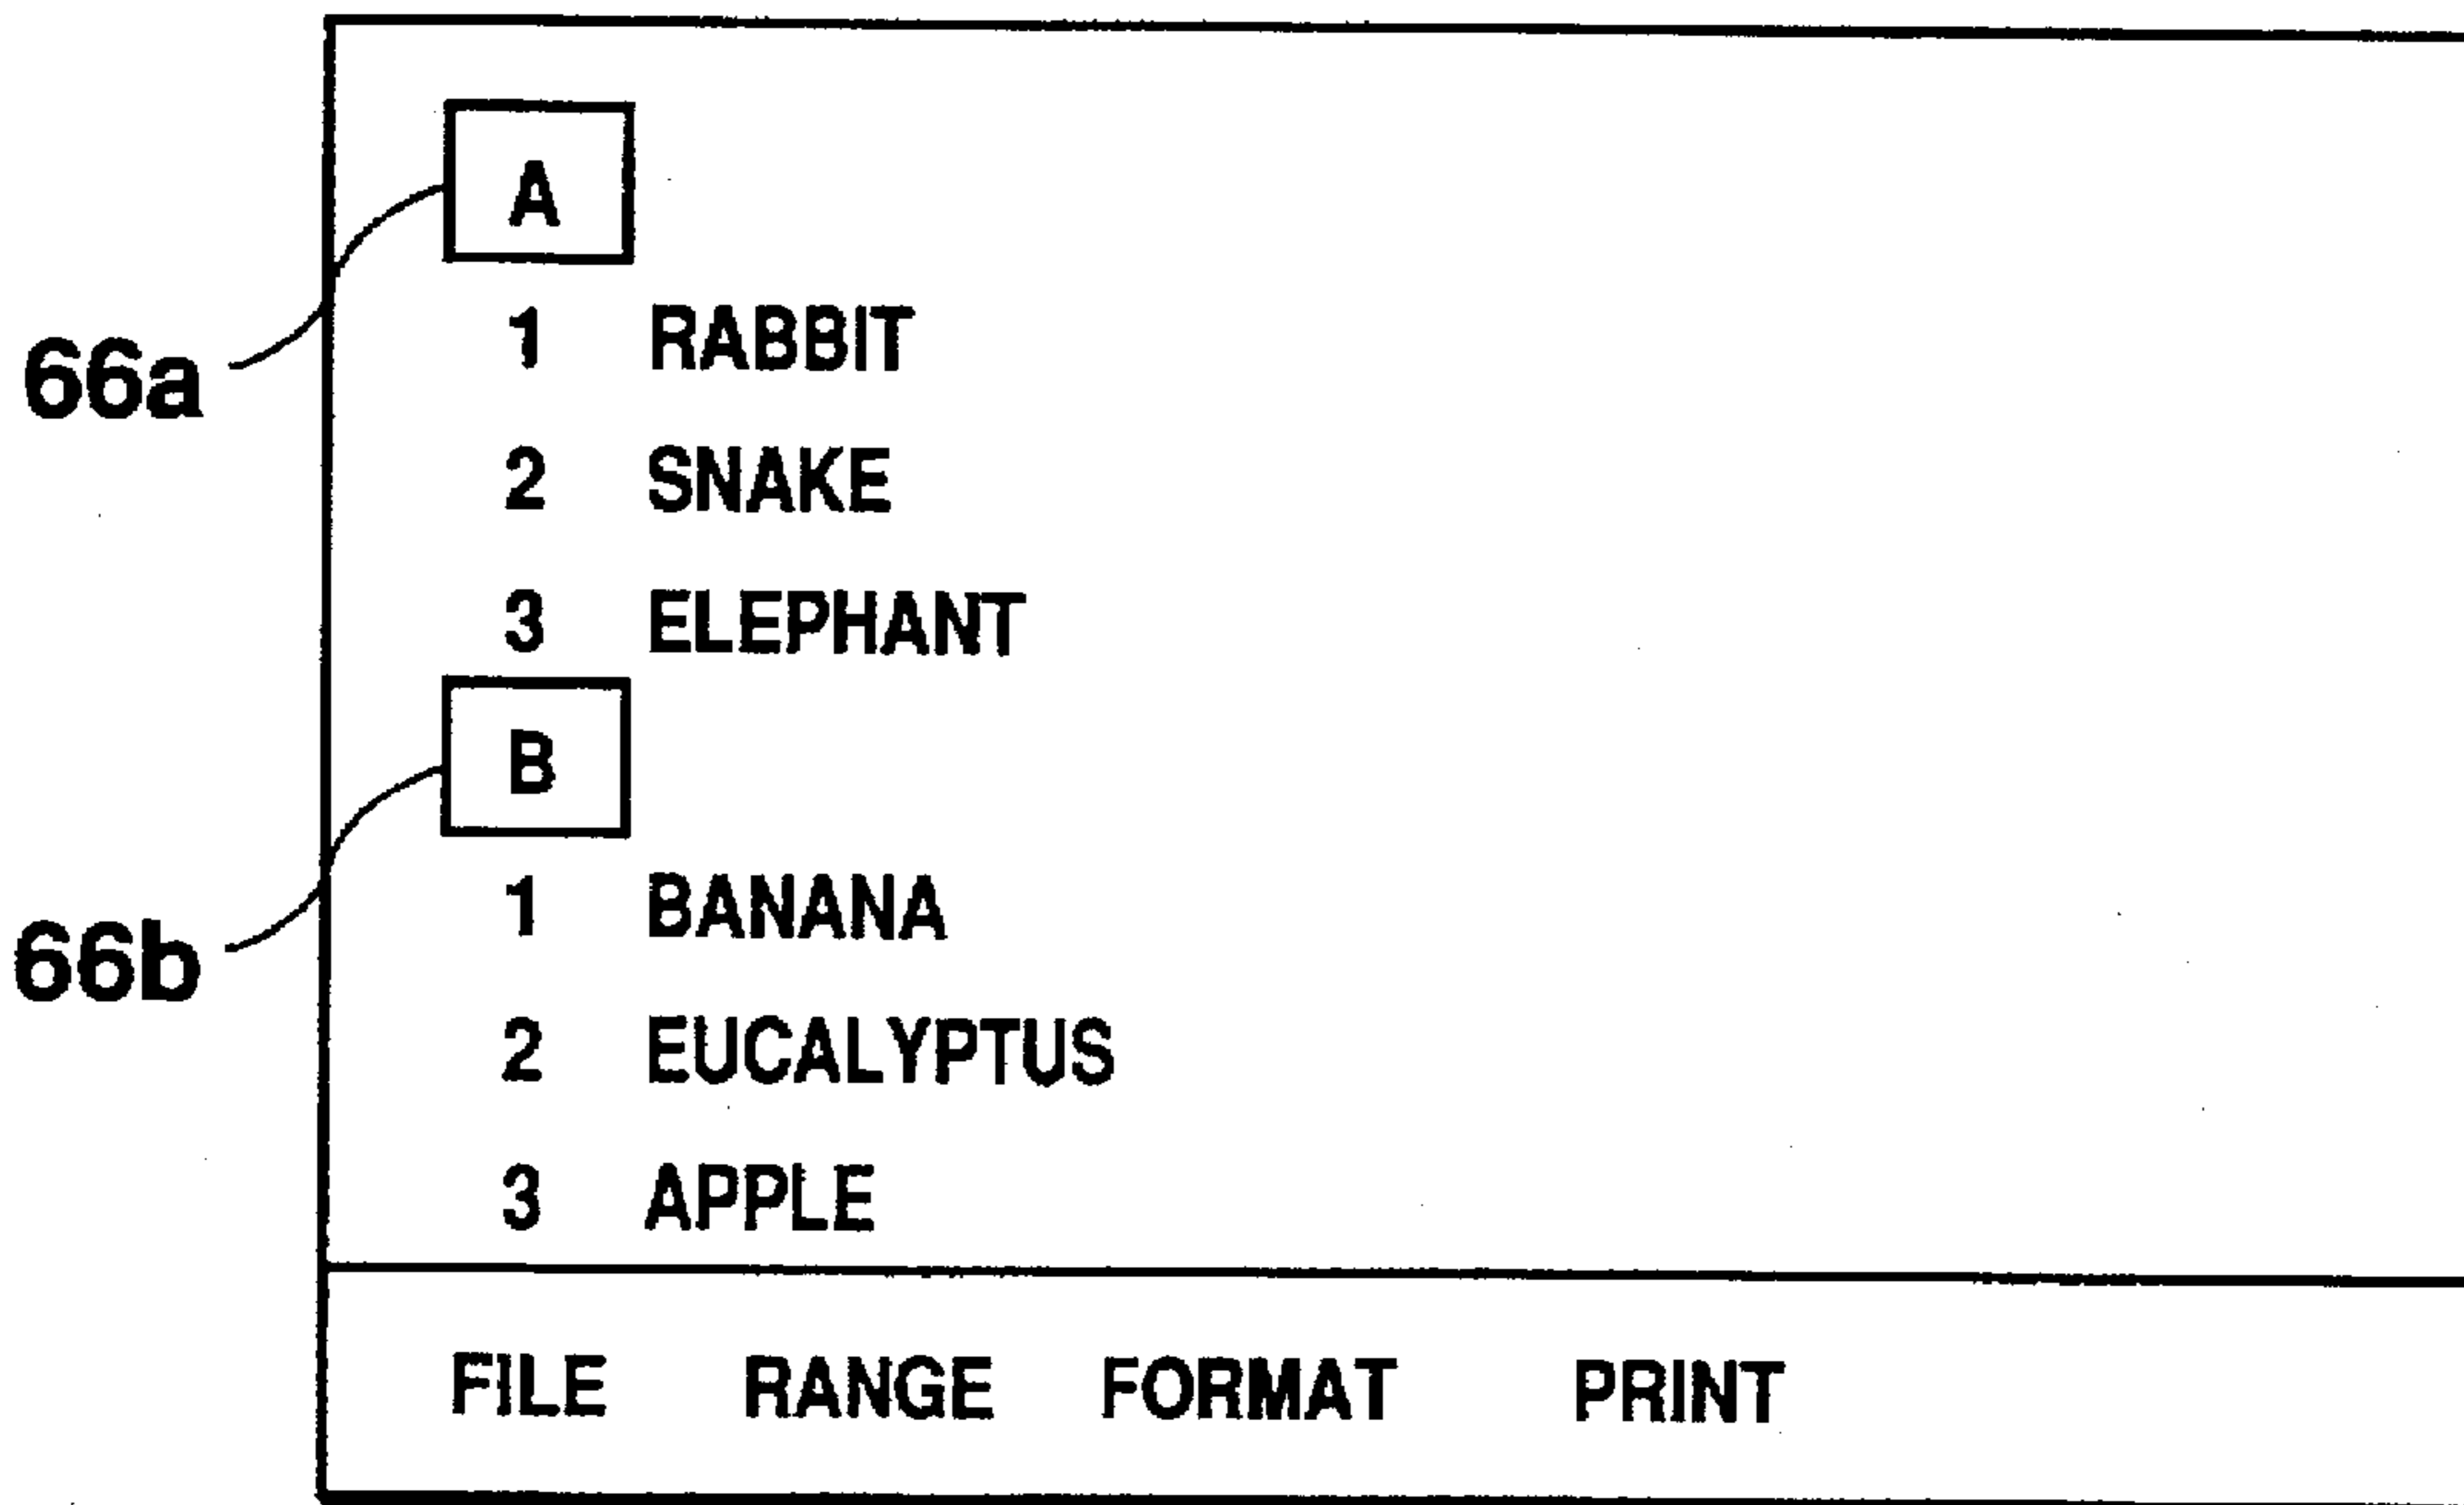 A
1 RABBIT
66a
2 SNAKE
3 ELEPHANT
B
1 BANANA
66b
2 EUCALYPTUS
3 APPLE
FILE RANGE FORMAT PRINT